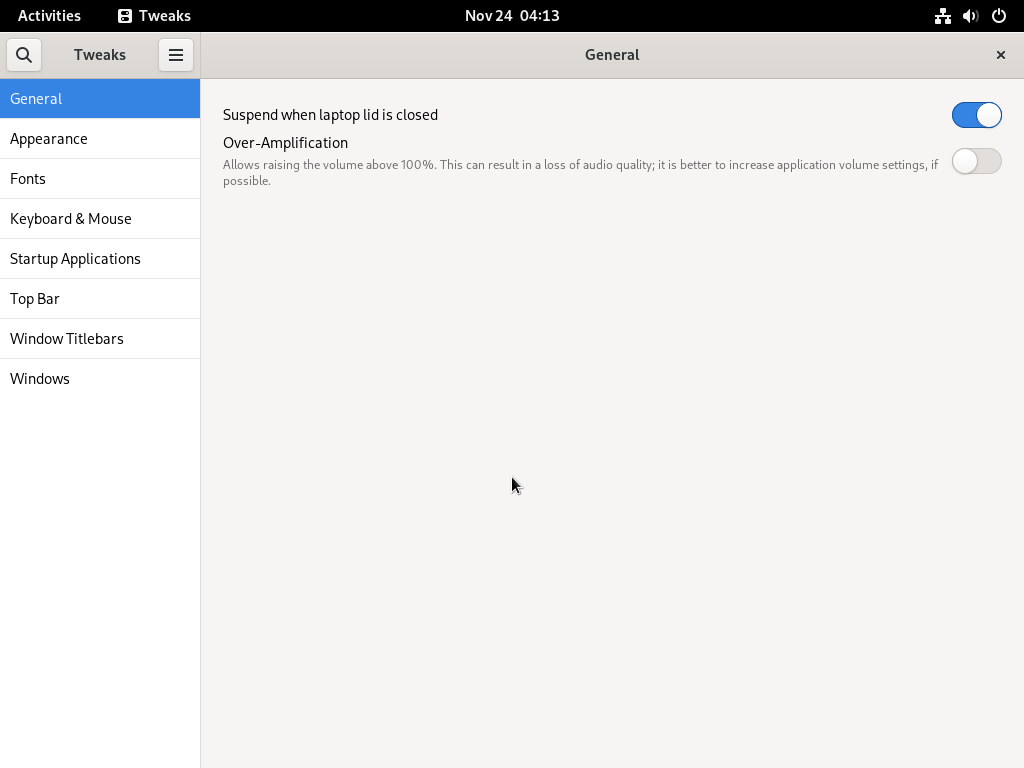 Activities
Tweaks
Nov 24 04:13
Tweaks
General
General
Appearance
Fonts
Keyboard & Mouse
Startup Applications
Top Bar
Window Titlebars
Windows
Suspend when laptop lid is closed
Over-Amplification
Allows raising the volume above 100%. This can result in a loss of audio quality; it is better to increase application volume settings, if
possible.